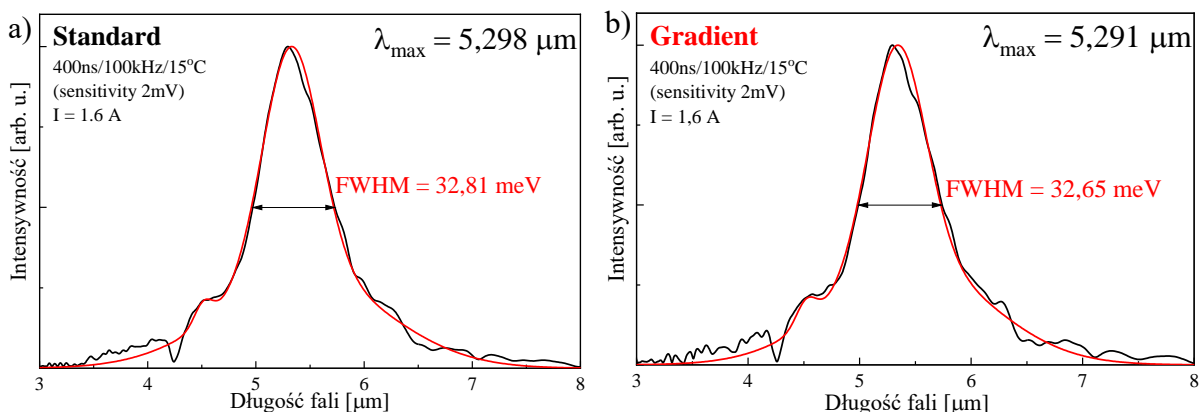 a)
Standard
400ns/100kHz/15°C
(sensitivity 2mV)
I = 1.6 A
λmax = 5,298 μm
FWHM = 32,81 meV
Intensywność [arb. u.]
3 4 5 6 7 8
Długość fali [μm]
b)
Gradient
400ns/100kHz/15°C
(sensitivity 2mV)
I = 1,6 A
λmax = 5,291 μm
FWHM = 32,65 meV
Intensywność [arb. u.]
3 4 5 6 7 8
Długość fali [μm]